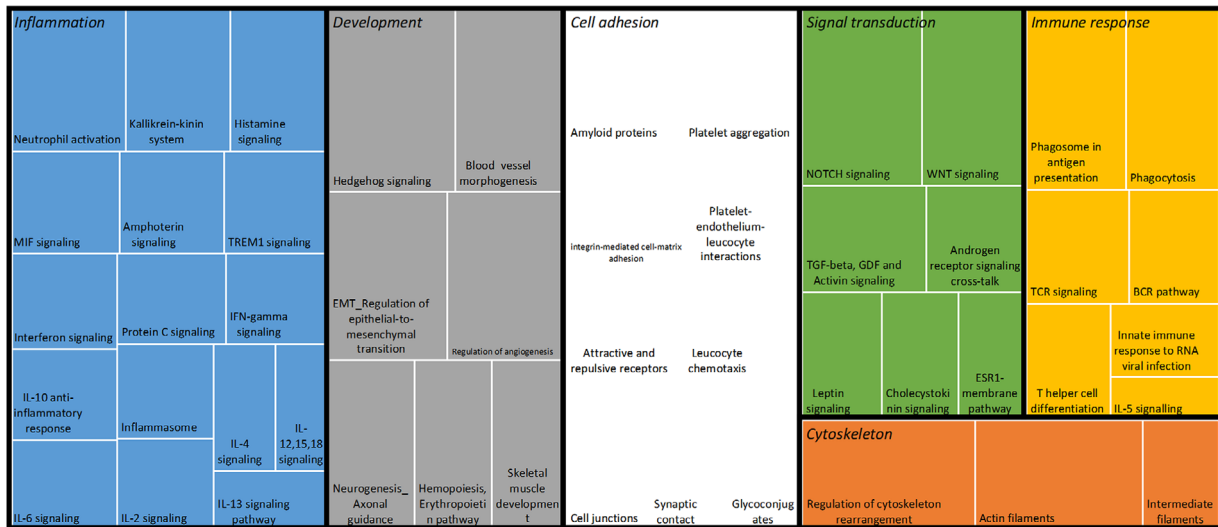 Inflammation
Neutrophil activation
Kallikrein-kinin
system
Histamine
signaling
MIF signaling
Amphoterin
signaling
TREM1 signaling
Interferon signaling
Protein C signaling
IFN-gamma
signaling
IL-10 anti-
inflammatory
response
Inflammasome
IL-4
signaling
IL-
12,15,18
signaling
IL-6 signaling
IL-2 signaling
IL-13 signaling
pathway
Development
Hedgehog signaling
Blood vessel
morphogenesis
EMT_Regulation of
epithelial-to-
mesenchymal
transition
Regulation of angiogenesis
Neurogenesis_
Axonal
guidance
Hemopoiesis,
Erythropoieti
n pathway
Skeletal
muscle
developmen
t
Cell adhesion
Amyloid proteins
Platelet aggregation
integrin-mediated cell-matrix
adhesion
Platelet-
endothelium-
leucocyte
interactions
Attractive and
repulsive receptors
Leucocyte
chemotaxis
Cell junctions
Synaptic
contact
Glycoconjug
ates
Signal transduction
NOTCH signaling
WNT signaling
TGF-beta, GDF and
Activin signaling
Androgen
receptor signaling
cross-talk
Leptin
signaling
Cholecystoki
nin signaling
ESR1-
membrane
pathway
Immune response
Phagosome in
antigen
presentation
Phagocytosis
TCR signaling
BCR pathway
T helper cell
differentiation
Innate immune
response to RNA
viral infection
IL-5 signalling
Cytoskeleton
Regulation of cytoskeleton
rearrangement
Actin filaments
Intermediate
filaments